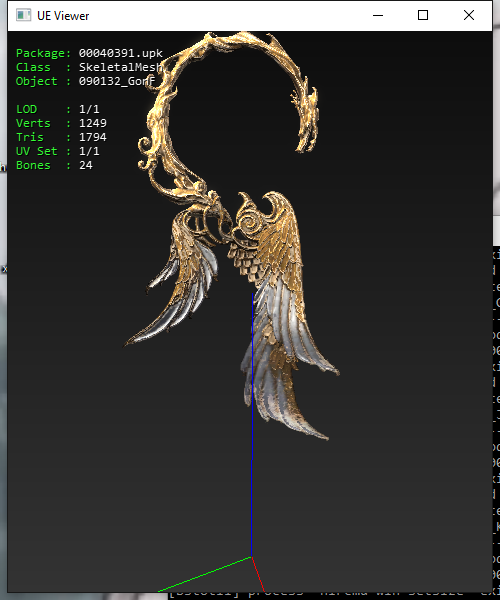 UE Viewer
Package: 00040391.upk
Class : SkeletalMesh
Object : 090132_GonF
LOD : 1/1
Verts : 1249
Tris : 1794
UV Set : 1/1
Bones : 24